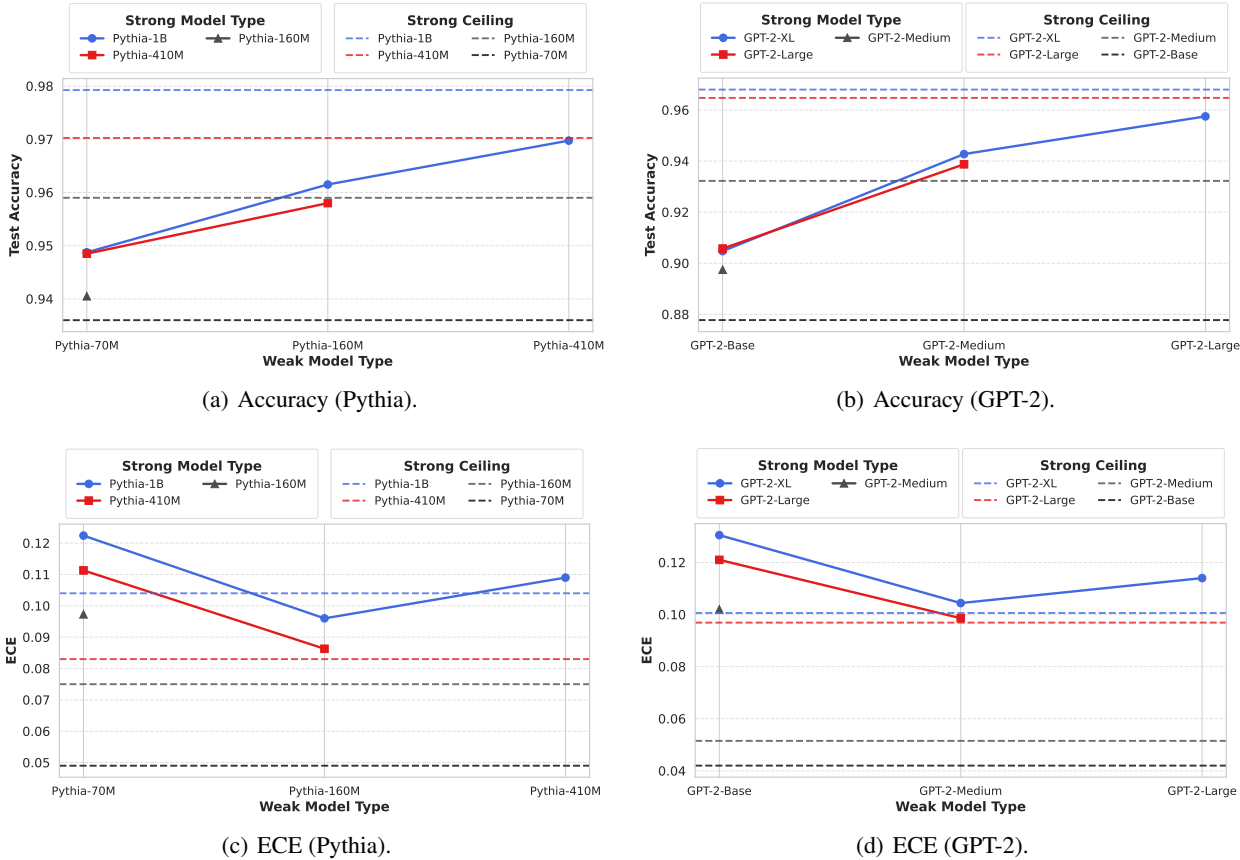 Strong Model Type
Pythia-1B
Pythia-160M
Pythia-410M
Strong Ceiling
Pythia-1B
Pythia-160M
Pythia-410M
Pythia-70M
Test Accuracy
0.98
0.97
0.96
0.95
0.94
Pythia-70M
Pythia-160M
Pythia-410M
Weak Model Type
(a) Accuracy (Pythia).
Strong Model Type
GPT-2-XL
GPT-2-Medium
GPT-2-Large
Strong Ceiling
GPT-2-XL
GPT-2-Medium
GPT-2-Large
GPT-2-Base
Test Accuracy
0.96
0.94
0.92
0.90
0.88
GPT-2-Base
GPT-2-Medium
GPT-2-Large
Weak Model Type
(b) Accuracy (GPT-2).
Strong Model Type
Pythia-1B
Pythia-160M
Pythia-410M
Strong Ceiling
Pythia-1B
Pythia-160M
Pythia-410M
Pythia-70M
ECE
0.12
0.11
0.10
0.09
0.08
0.07
0.06
0.05
Pythia-70M
Pythia-160M
Pythia-410M
Weak Model Type
(c) ECE (Pythia).
Strong Model Type
GPT-2-XL
GPT-2-Medium
GPT-2-Large
Strong Ceiling
GPT-2-XL
GPT-2-Medium
GPT-2-Large
GPT-2-Base
ECE
0.12
0.10
0.08
0.06
0.04
GPT-2-Base
GPT-2-Medium
GPT-2-Large
Weak Model Type
(d) ECE (GPT-2).